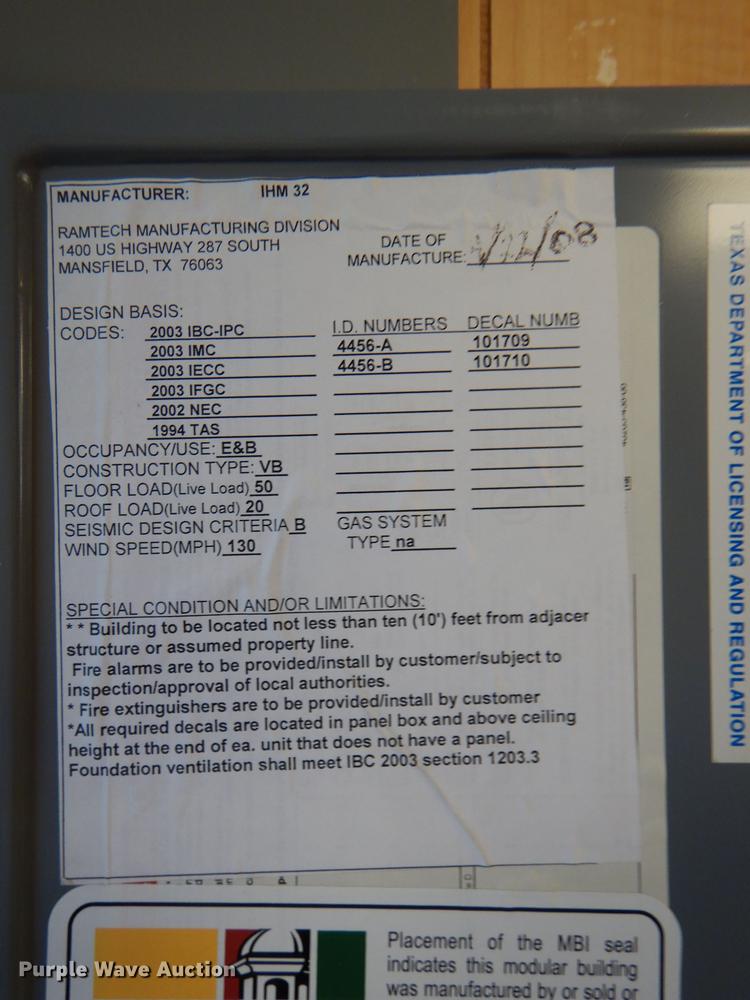 MANUFACTURER: IHM 32
RAMTECH MANUFACTURING DIVISION
1400 US HIGHWAY 287 SOUTH
MANSFIELD, TX 76063
DATE OF
MANUFACTURE: /08
DESIGN BASIS:
CODES: 2003 IBC-IPC
2003 IMC
2003 IECC
2003 IFGC
2002 NEC
1994 TAS
I.D. NUMBERS DECAL NUMB
4456-A 101709
4456-B 101710
OCCUPANCY/USE: E&B
CONSTRUCTION TYPE: VB
FLOOR LOAD(Live Load) 50
ROOF LOAD(Live Load) 20
SEISMIC DESIGN CRITERIA B
WIND SPEED(MPH) 130
GAS SYSTEM
TYPE na
SPECIAL CONDITION AND/OR LIMITATIONS:
* * Building to be located not less than ten (10') feet from adjacer
structure or assumed property line.
Fire alarms are to be provided/install by customer/subject to
inspection/approval of local authorities.
* Fire extinguishers are to be provided/install by customer
*All required decals are located in panel box and above ceiling
height at the end of ea. unit that does not have a panel.
Foundation ventilation shall meet IBC 2003 section 1203.3
TEXAS DEPARTMENT OF LICENSING AND REGULATION
Placement of the MBI seal
indicates this modular building
was manufactured by or sold or
Purple Wave Auction